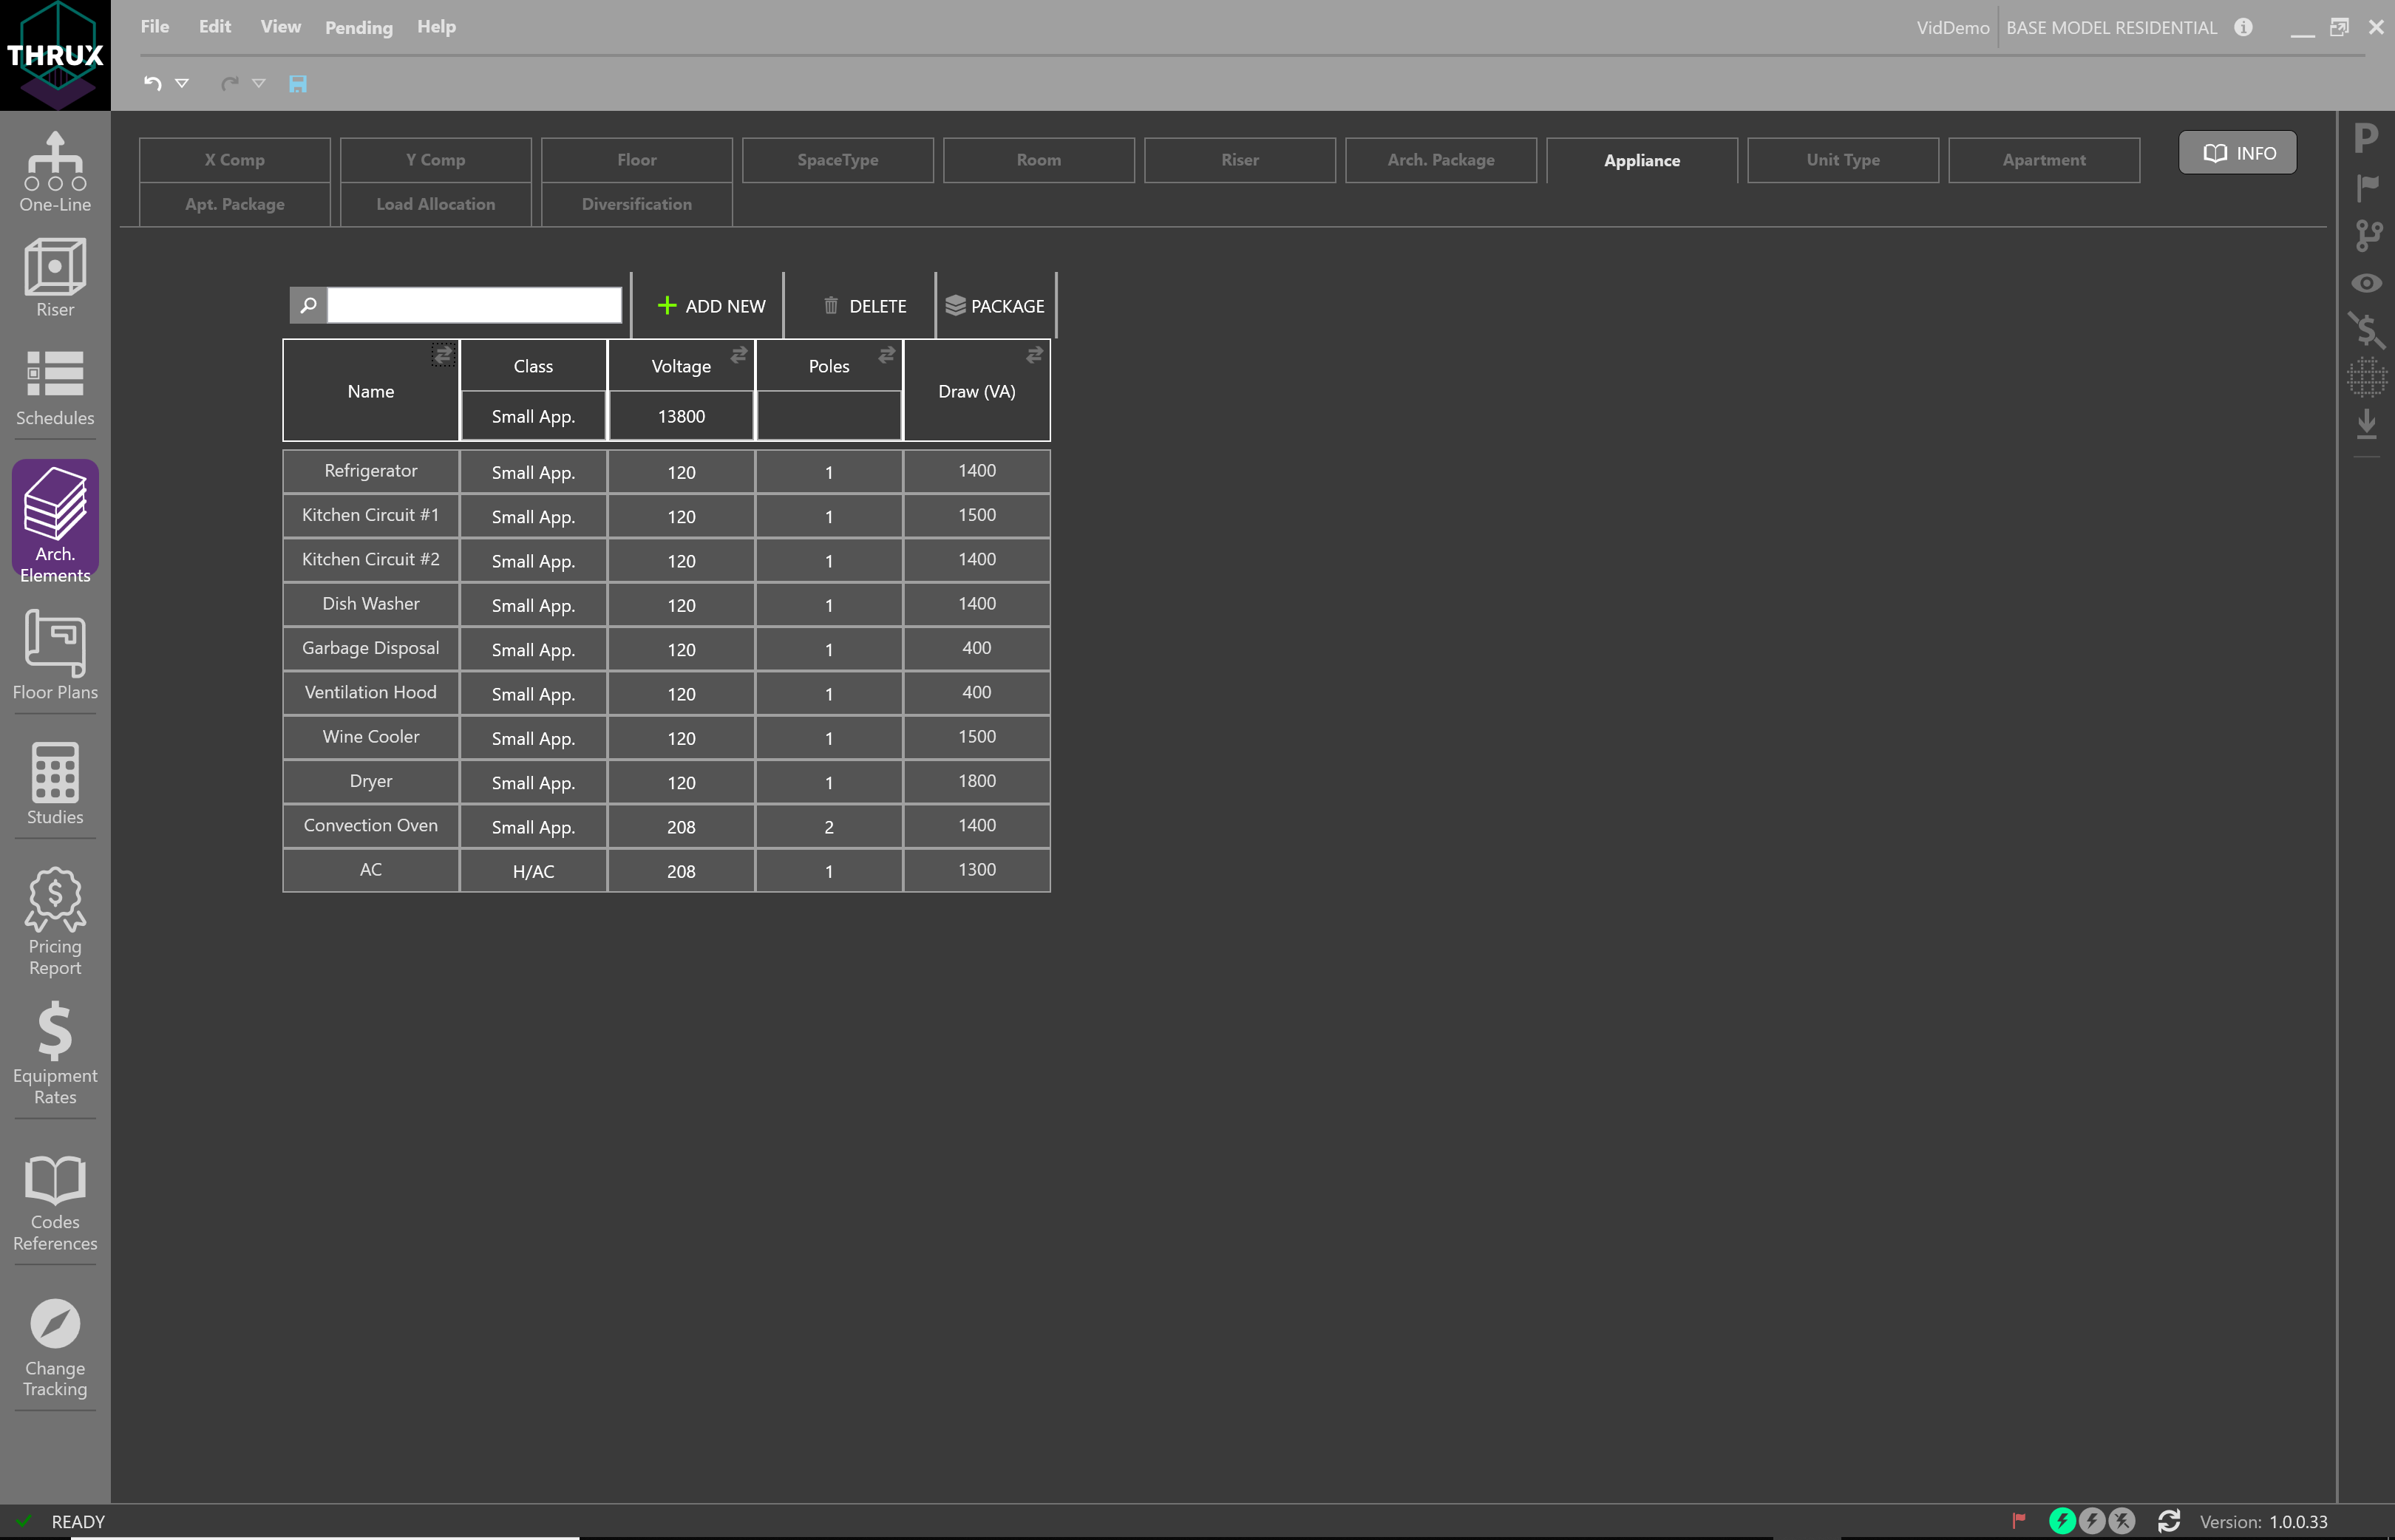 THRUX
File Edit View Pending Help
VidDemo BASE MODEL RESIDENTIAL
X Comp Y Comp Floor SpaceType Room Riser Arch. Package Appliance Unit Type Apartment
INFO
Apt. Package Load Allocation Diversification
One-Line
Riser
Schedules
Arch.
Elements
Floor Plans
Studies
Pricing
Report
Equipment
Rates
Codes
References
Change
Tracking
ADD NEW DELETE PACKAGE
Name Class Voltage Poles Draw (VA)
Small App. 13800
Refrigerator Small App. 120 1 1400
Kitchen Circuit #1 Small App. 120 1 1500
Kitchen Circuit #2 Small App. 120 1 1400
Dish Washer Small App. 120 1 1400
Garbage Disposal Small App. 120 1 400
Ventilation Hood Small App. 120 1 400
Wine Cooler Small App. 120 1 1500
Dryer Small App. 120 1 1800
Convection Oven Small App. 208 2 1400
AC H/AC 208 1 1300
P
READY
Version: 1.0.0.33